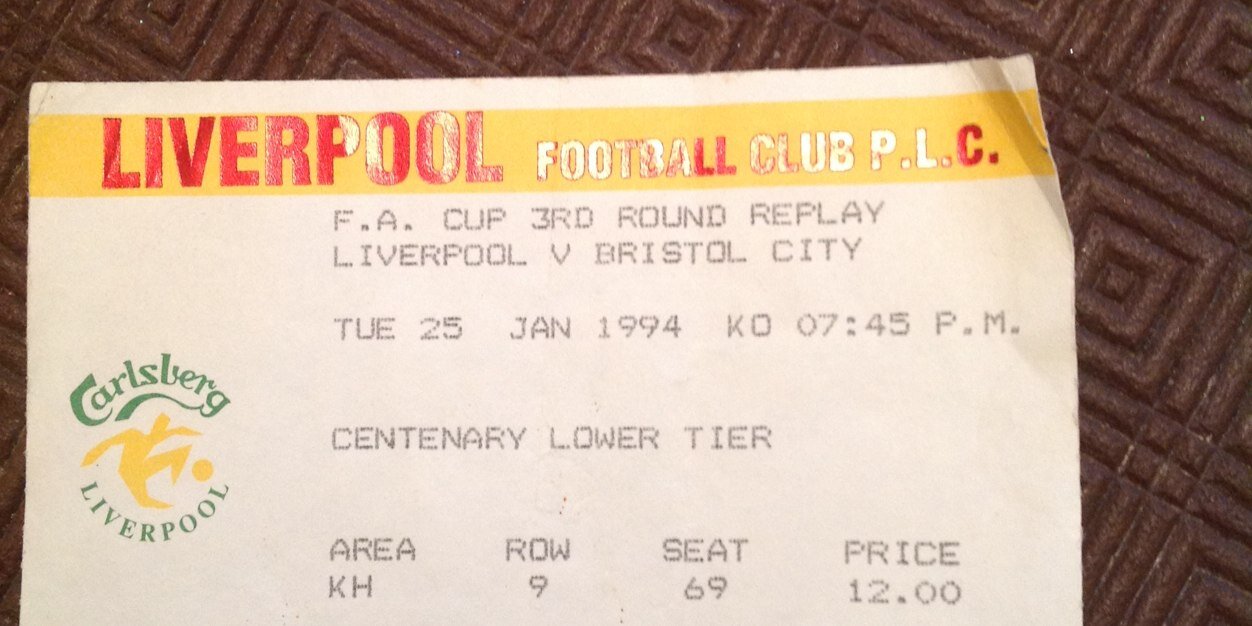 LIVERPOOL FOOTBALL CLUB P.L.C.
F.A. CUP 3RD ROUND REPLAY
LIVERPOOL V BRISTOL CITY
TUE 25 JAN 1994 KO 07:45 P.M.
Carlsberg
LIVERPOOL
CENTENARY LOWER TIER
AREA ROW SEAT PRICE
KH 9 69 12.00